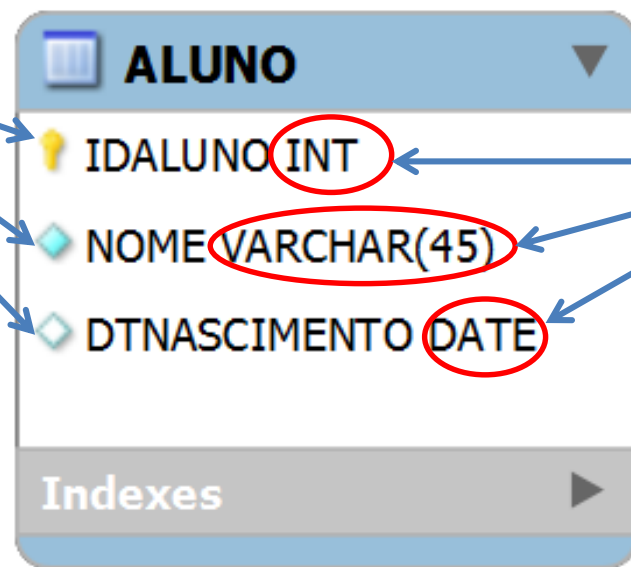 ALUNO
IDALUNO INT
NOME VARCHAR(45)
DTNASCIMENTO DATE
Indexes